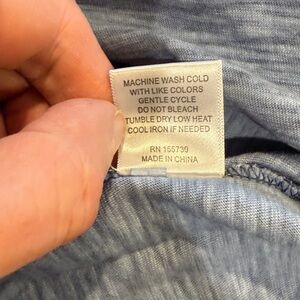 MACHINE WASH COLD
WITH LIKE COLORS
GENTLE CYCLE
DO NOT BLEACH
TUMBLE DRY LOW HEAT
COOL IRON IF NEEDED
RN 155730
MADE IN CHINA